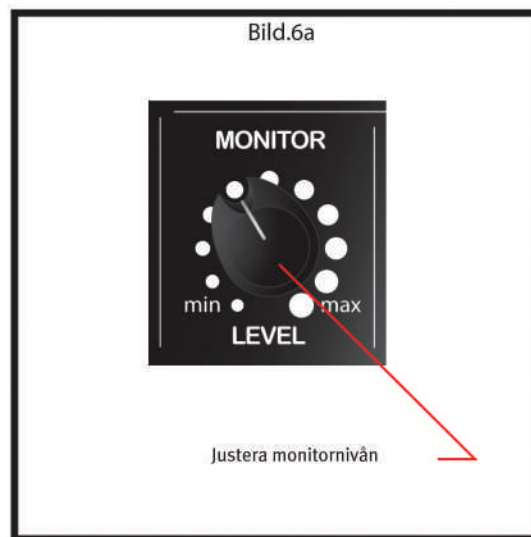 Bild.6a
MONITOR
min max
LEVEL
Justera monitornivån